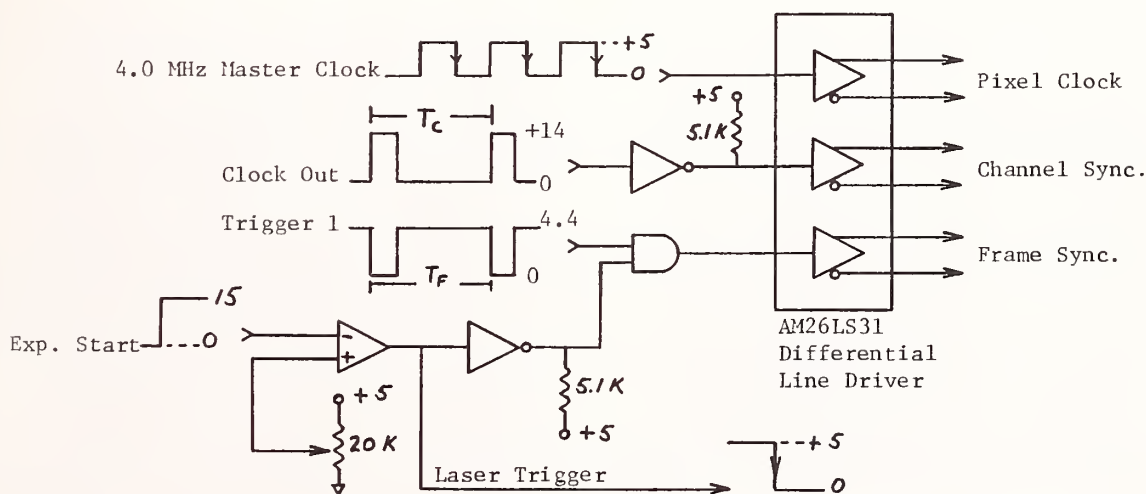 +5
4.0 MHz Master Clock
0
Pixel Clock
+5
5.1K
Tc
+14
Clock Out
0
Channel Sync.
Trigger 1
4.4
TF
0
Frame Sync.
15
Exp. Start
0
-
+
AM26LS31
Differential
Line Driver
5.1K
+5
+5
20K
Laser Trigger
+5
0